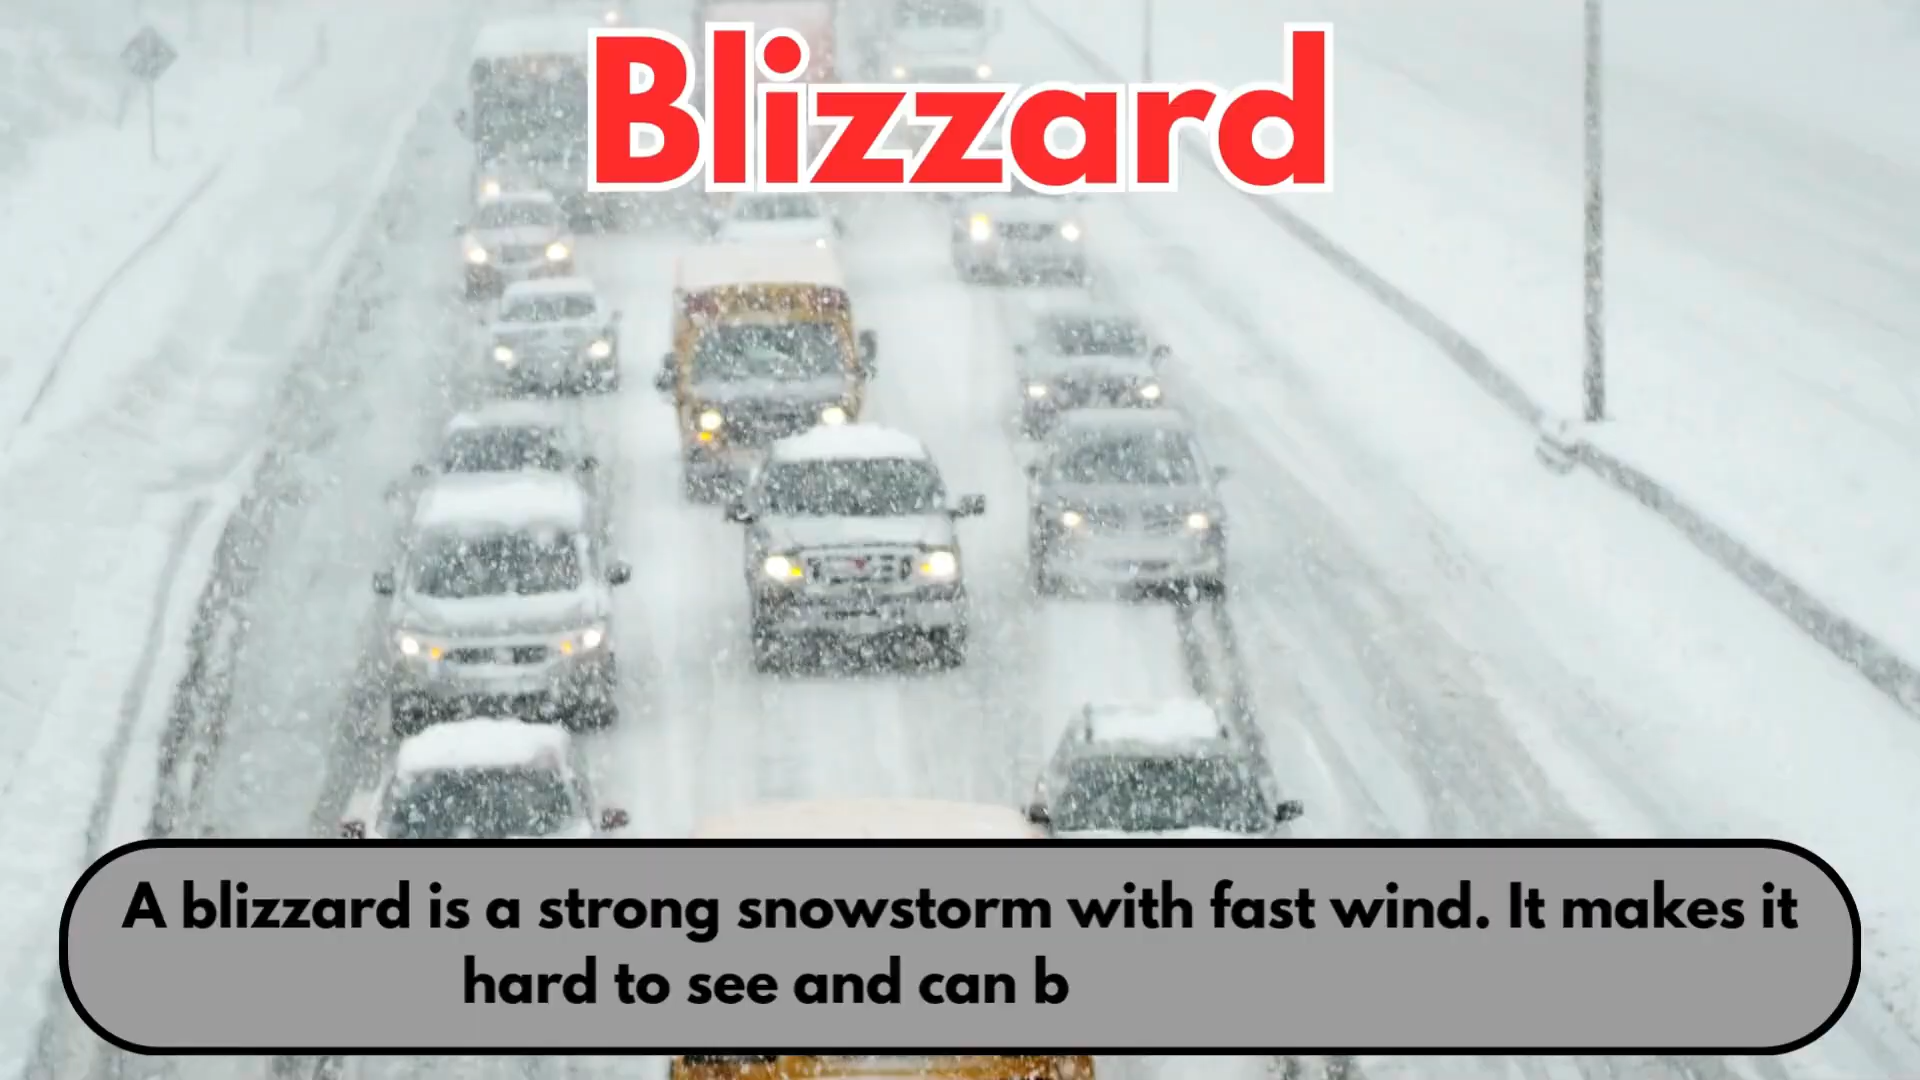 Blizzard
A blizzard is a strong snowstorm with fast wind. It makes it
hard to see and can b